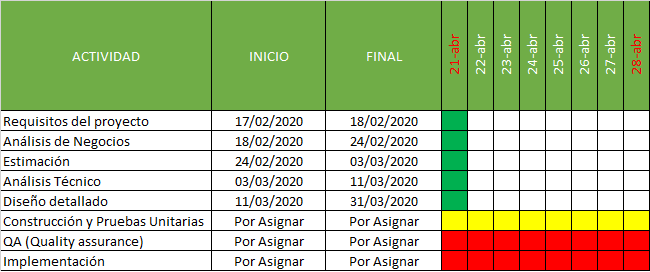 ACTIVIDAD INICIO FINAL 21-abr 22-abr 23-abr 24-abr 25-abr 26-abr 27-abr 28-abr
Requisitos del proyecto 17/02/2020 18/02/2020
Análisis de Negocios 18/02/2020 24/02/2020
Estimación 24/02/2020 03/03/2020
Análisis Técnico 03/03/2020 11/03/2020
Diseño detallado 11/03/2020 31/03/2020
Construcción y Pruebas Unitarias Por Asignar Por Asignar
QA (Quality assurance) Por Asignar Por Asignar
Implementación Por Asignar Por Asignar